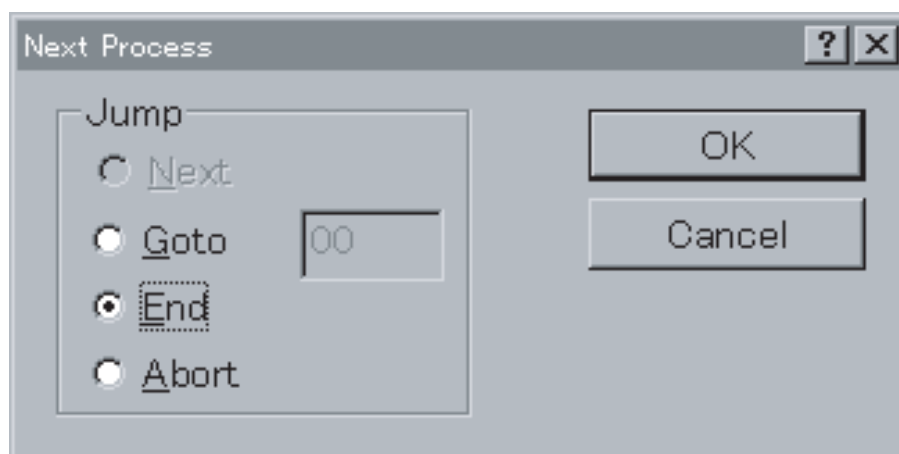 Next Process
Jump
Next
Goto 00
End
Abort
OK
Cancel